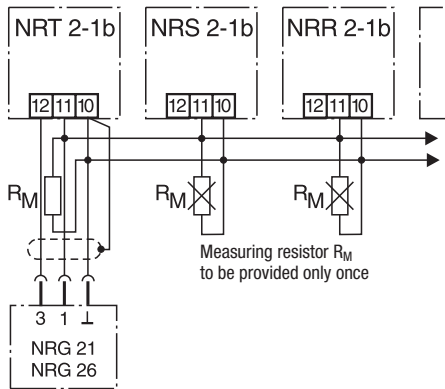 NRT 2-1b NRS 2-1b NRR 2-1b
12 11 10 12 11 10 12 11 10
RM RM RM
Measuring resistor RM
to be provided only once
3 1 ⊥
NRG 21
NRG 26